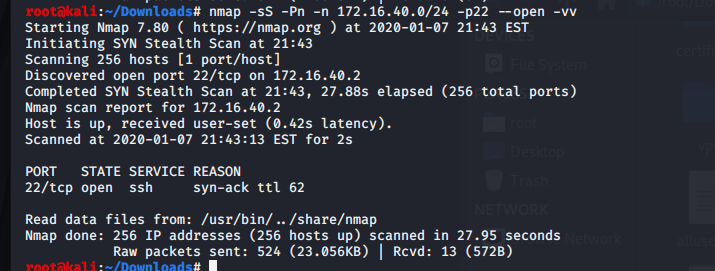 root@kali:~/Downloads# nmap -sS -Pn -n 172.16.40.0/24 -p22 --open -vv
Starting Nmap 7.80 ( https://nmap.org ) at 2020-01-07 21:43 EST
Initiating SYN Stealth Scan at 21:43
Scanning 256 hosts [1 port/host]
Discovered open port 22/tcp on 172.16.40.2
Completed SYN Stealth Scan at 21:43, 27.88s elapsed (256 total ports)
Nmap scan report for 172.16.40.2
Host is up, received user-set (0.42s latency).
Scanned at 2020-01-07 21:43:13 EST for 2s
PORT   STATE SERVICE REASON
22/tcp open  ssh     syn-ack ttl 62
Read data files from: /usr/bin/../share/nmap
Nmap done: 256 IP addresses (256 hosts up) scanned in 27.95 seconds
           Raw packets sent: 524 (23.056KB) | Rcvd: 13 (572B)
root@kali:~/Downloads#
File System
root
Desktop
Trash
NETWORK
Network